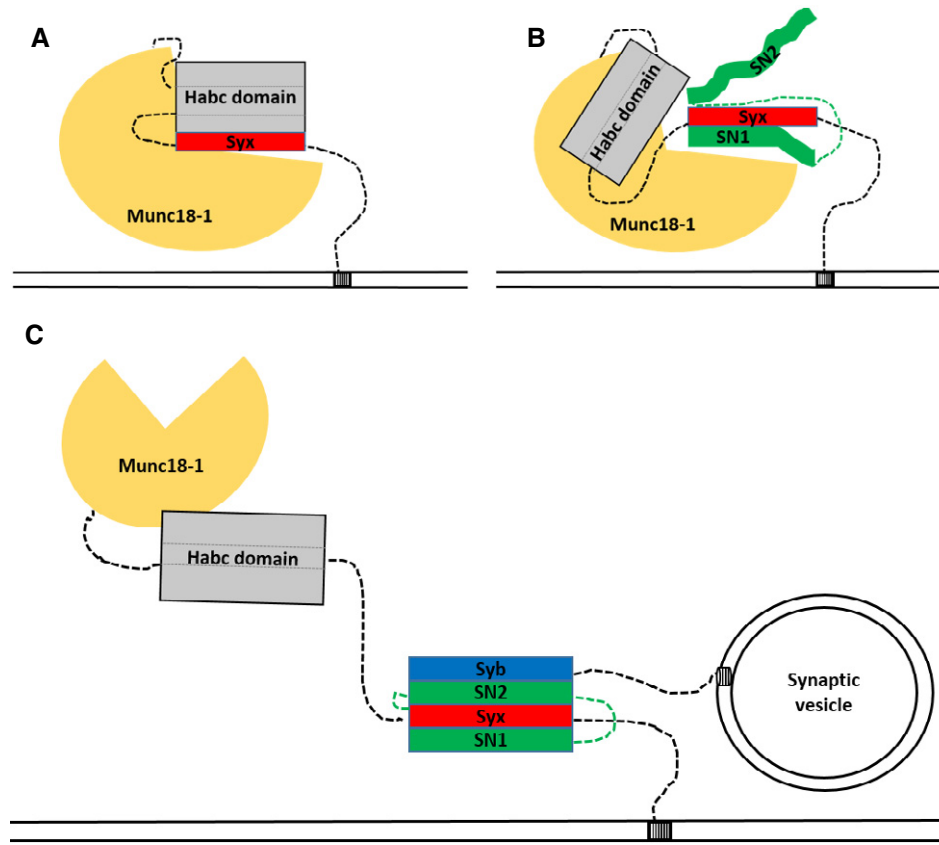 A
Habc domain
Syx
Munc18-1
B
SN2
Habc domain
Syx
SN1
Munc18-1
C
Munc18-1
Habc domain
Syb
SN2
Syx
SN1
Synaptic
vesicle